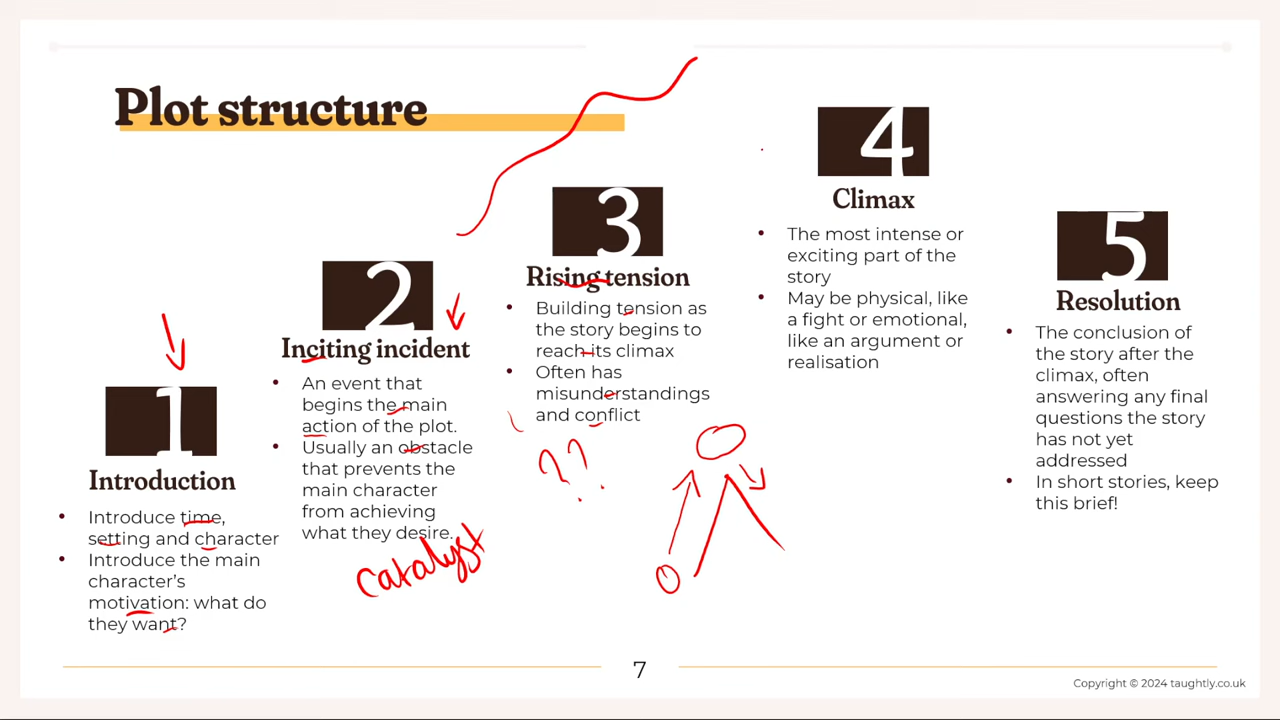 Plot structure
1
Introduction
• Introduce time,
setting and character
• Introduce the main
character's
motivation: what do
they want?
2
Inciting incident
• An event that
begins the main
action of the plot.
• Usually an obstacle
that prevents the
main character
from achieving
what they desire.
catalyst
3
Rising tension
• Building tension as
the story begins to
reach its climax
• Often has
misunderstandings
and conflict
??
4
Climax
• The most intense or
exciting part of the
story
• May be physical, like
a fight or emotional,
like an argument or
realisation
5
Resolution
• The conclusion of
the story after the
climax, often
answering any final
questions the story
has not yet
addressed
• In short stories, keep
this brief!
7
Copyright © 2024 taughtly.co.uk